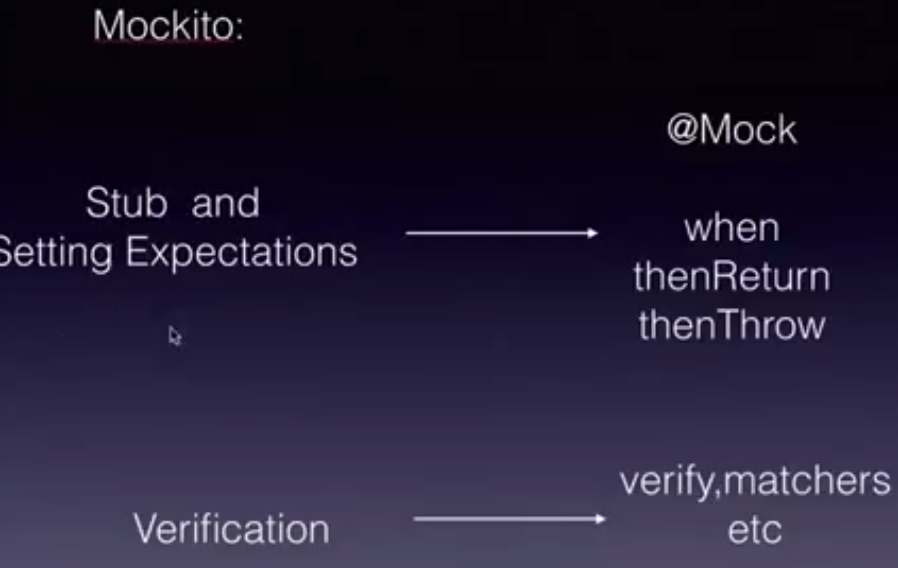 Mockito:
@Mock
Stub and
Setting Expectations
when
thenReturn
thenThrow
Verification
verify,matchers
etc